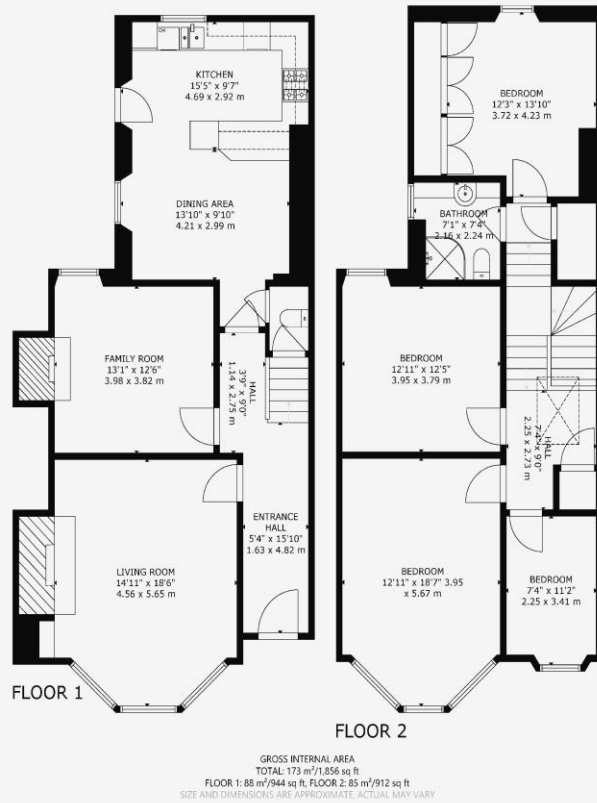 DW
KITCHEN
15'5" x 9'7"
4.69 x 2.92 m
DINING AREA
13'10" x 9'10"
4.21 x 2.99 m
FAMILY ROOM
13'1" x 12'6"
3.98 x 3.82 m
HALL
3'9" x 9'0"
1.14 x 2.75 m
LIVING ROOM
14'11" x 18'6"
4.56 x 5.65 m
ENTRANCE
HALL
5'4" x 15'10"
1.63 x 4.82 m
FLOOR 1
BEDROOM
12'3" x 13'10"
3.72 x 4.23 m
BATHROOM
7'1" x 7'4"
2.16 x 2.24 m
BEDROOM
12'11" x 12'5"
3.95 x 3.79 m
HALL
7'4" x 9'0"
2.25 x 2.73 m
BEDROOM
12'11" x 18'7" 3.95
x 5.67 m
BEDROOM
7'4" x 11'2"
2.25 x 3.41 m
FLOOR 2
GROSS INTERNAL AREA
TOTAL: 173 m²/1,856 sq ft
FLOOR 1: 88 m²/944 sq ft, FLOOR 2: 85 m²/912 sq ft
SIZE AND DIMENSIONS ARE APPROXIMATE, ACTUAL MAY VARY